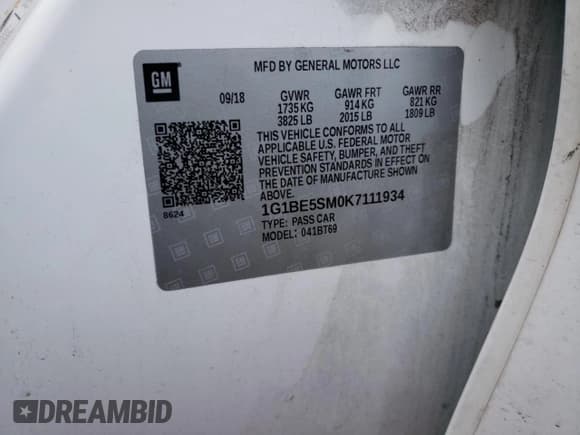 GM
MFD BY GENERAL MOTORS LLC
09/18 GVWR GAWR FRT GAWR RR
1735 KG 914 KG 821 KG
3825 LB 2015 LB 1809 LB
THIS VEHICLE CONFORMS TO ALL
APPLICABLE U.S. FEDERAL MOTOR
VEHICLE SAFETY, BUMPER, AND THEFT
PREVENTION STANDARDS IN EFFECT ON
THE DATE OF MANUFACTURE SHOWN
ABOVE.
8624
1G1BE5SM0K7111934
TYPE: PASS CAR
MODEL: 041BT69
DREAMBID